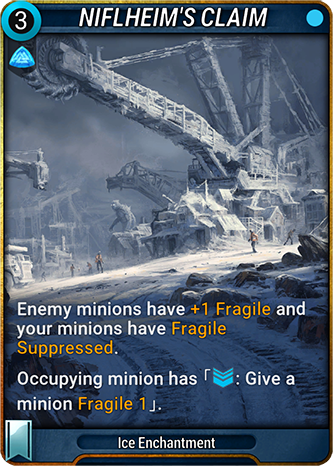 3
NIFLHEIM'S CLAIM
Enemy minions have +1 Fragile and
your minions have Fragile
Suppressed.
Occupying minion has「: Give a
minion Fragile 1」.
Ice Enchantment